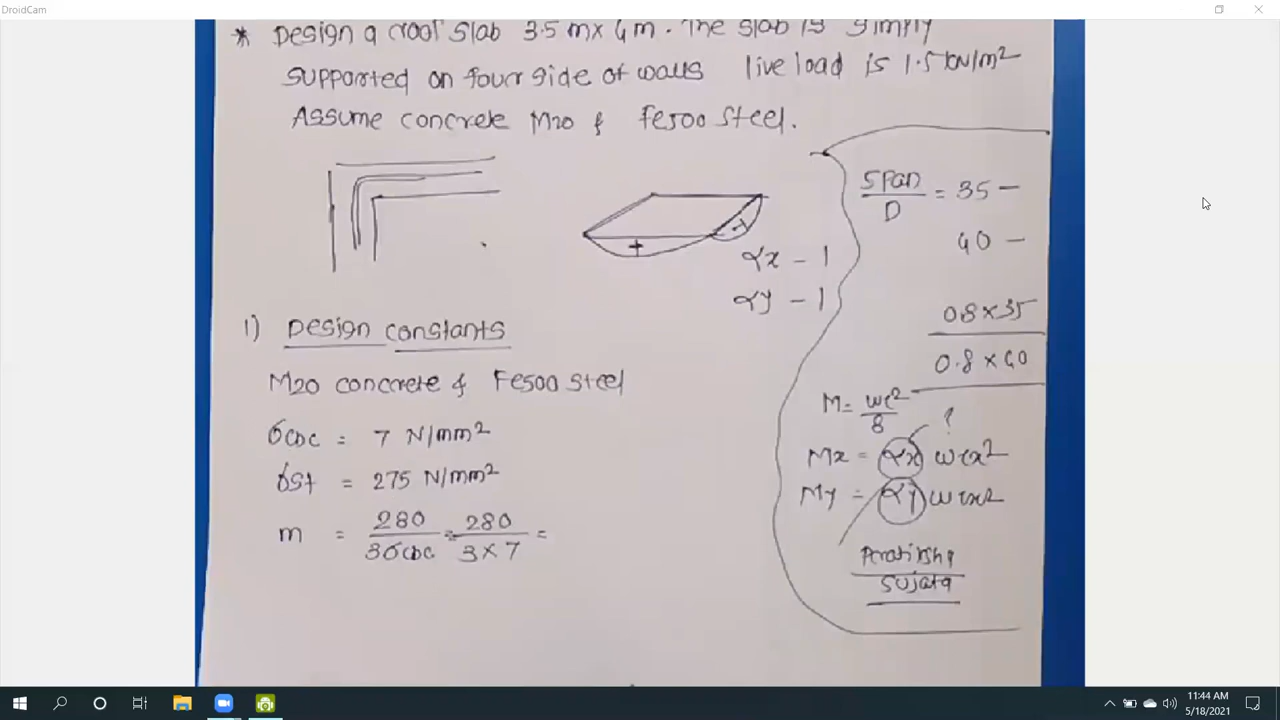 DroidCam
* Design a roof slab 3.5 m x 4 m. The slab is simply
supported on four side of walls live load is 1.5 kN/m²
Assume concrete M20 & Fe500 steel.
Span/D = 35 –
40 –
+ -
αx – 1
αy – 1
0.8 × 35
0.8 × 40
1) Design constants
M20 concrete & Fe500 steel
σcbc = 7 N/mm²
σst = 275 N/mm²
m = 280/3σcbc = 280/3×7 =
M = wl²/8
?
Mx = αx wlx²
My = αy wlx²
Sujata
11:44 AM
5/18/2021